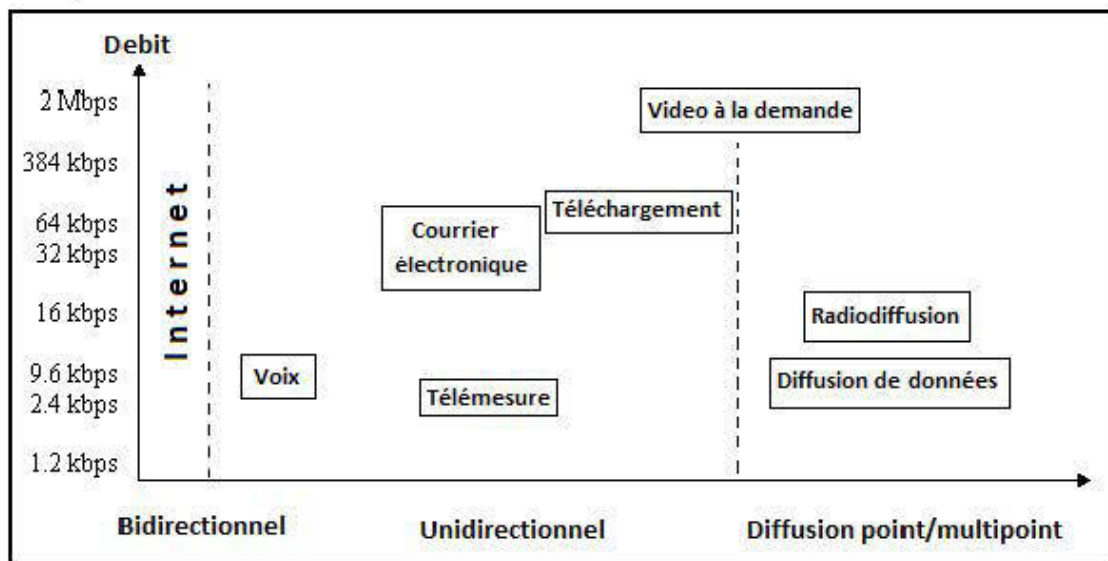 Debit
2 Mbps
384 kbps
64 kbps
32 kbps
16 kbps
9.6 kbps
2.4 kbps
1.2 kbps
Internet
Video à la demande
Téléchargement
Courrier
électronique
Radiodiffusion
Voix
Diffusion de données
Télémesure
Bidirectionnel
Unidirectionnel
Diffusion point/multipoint